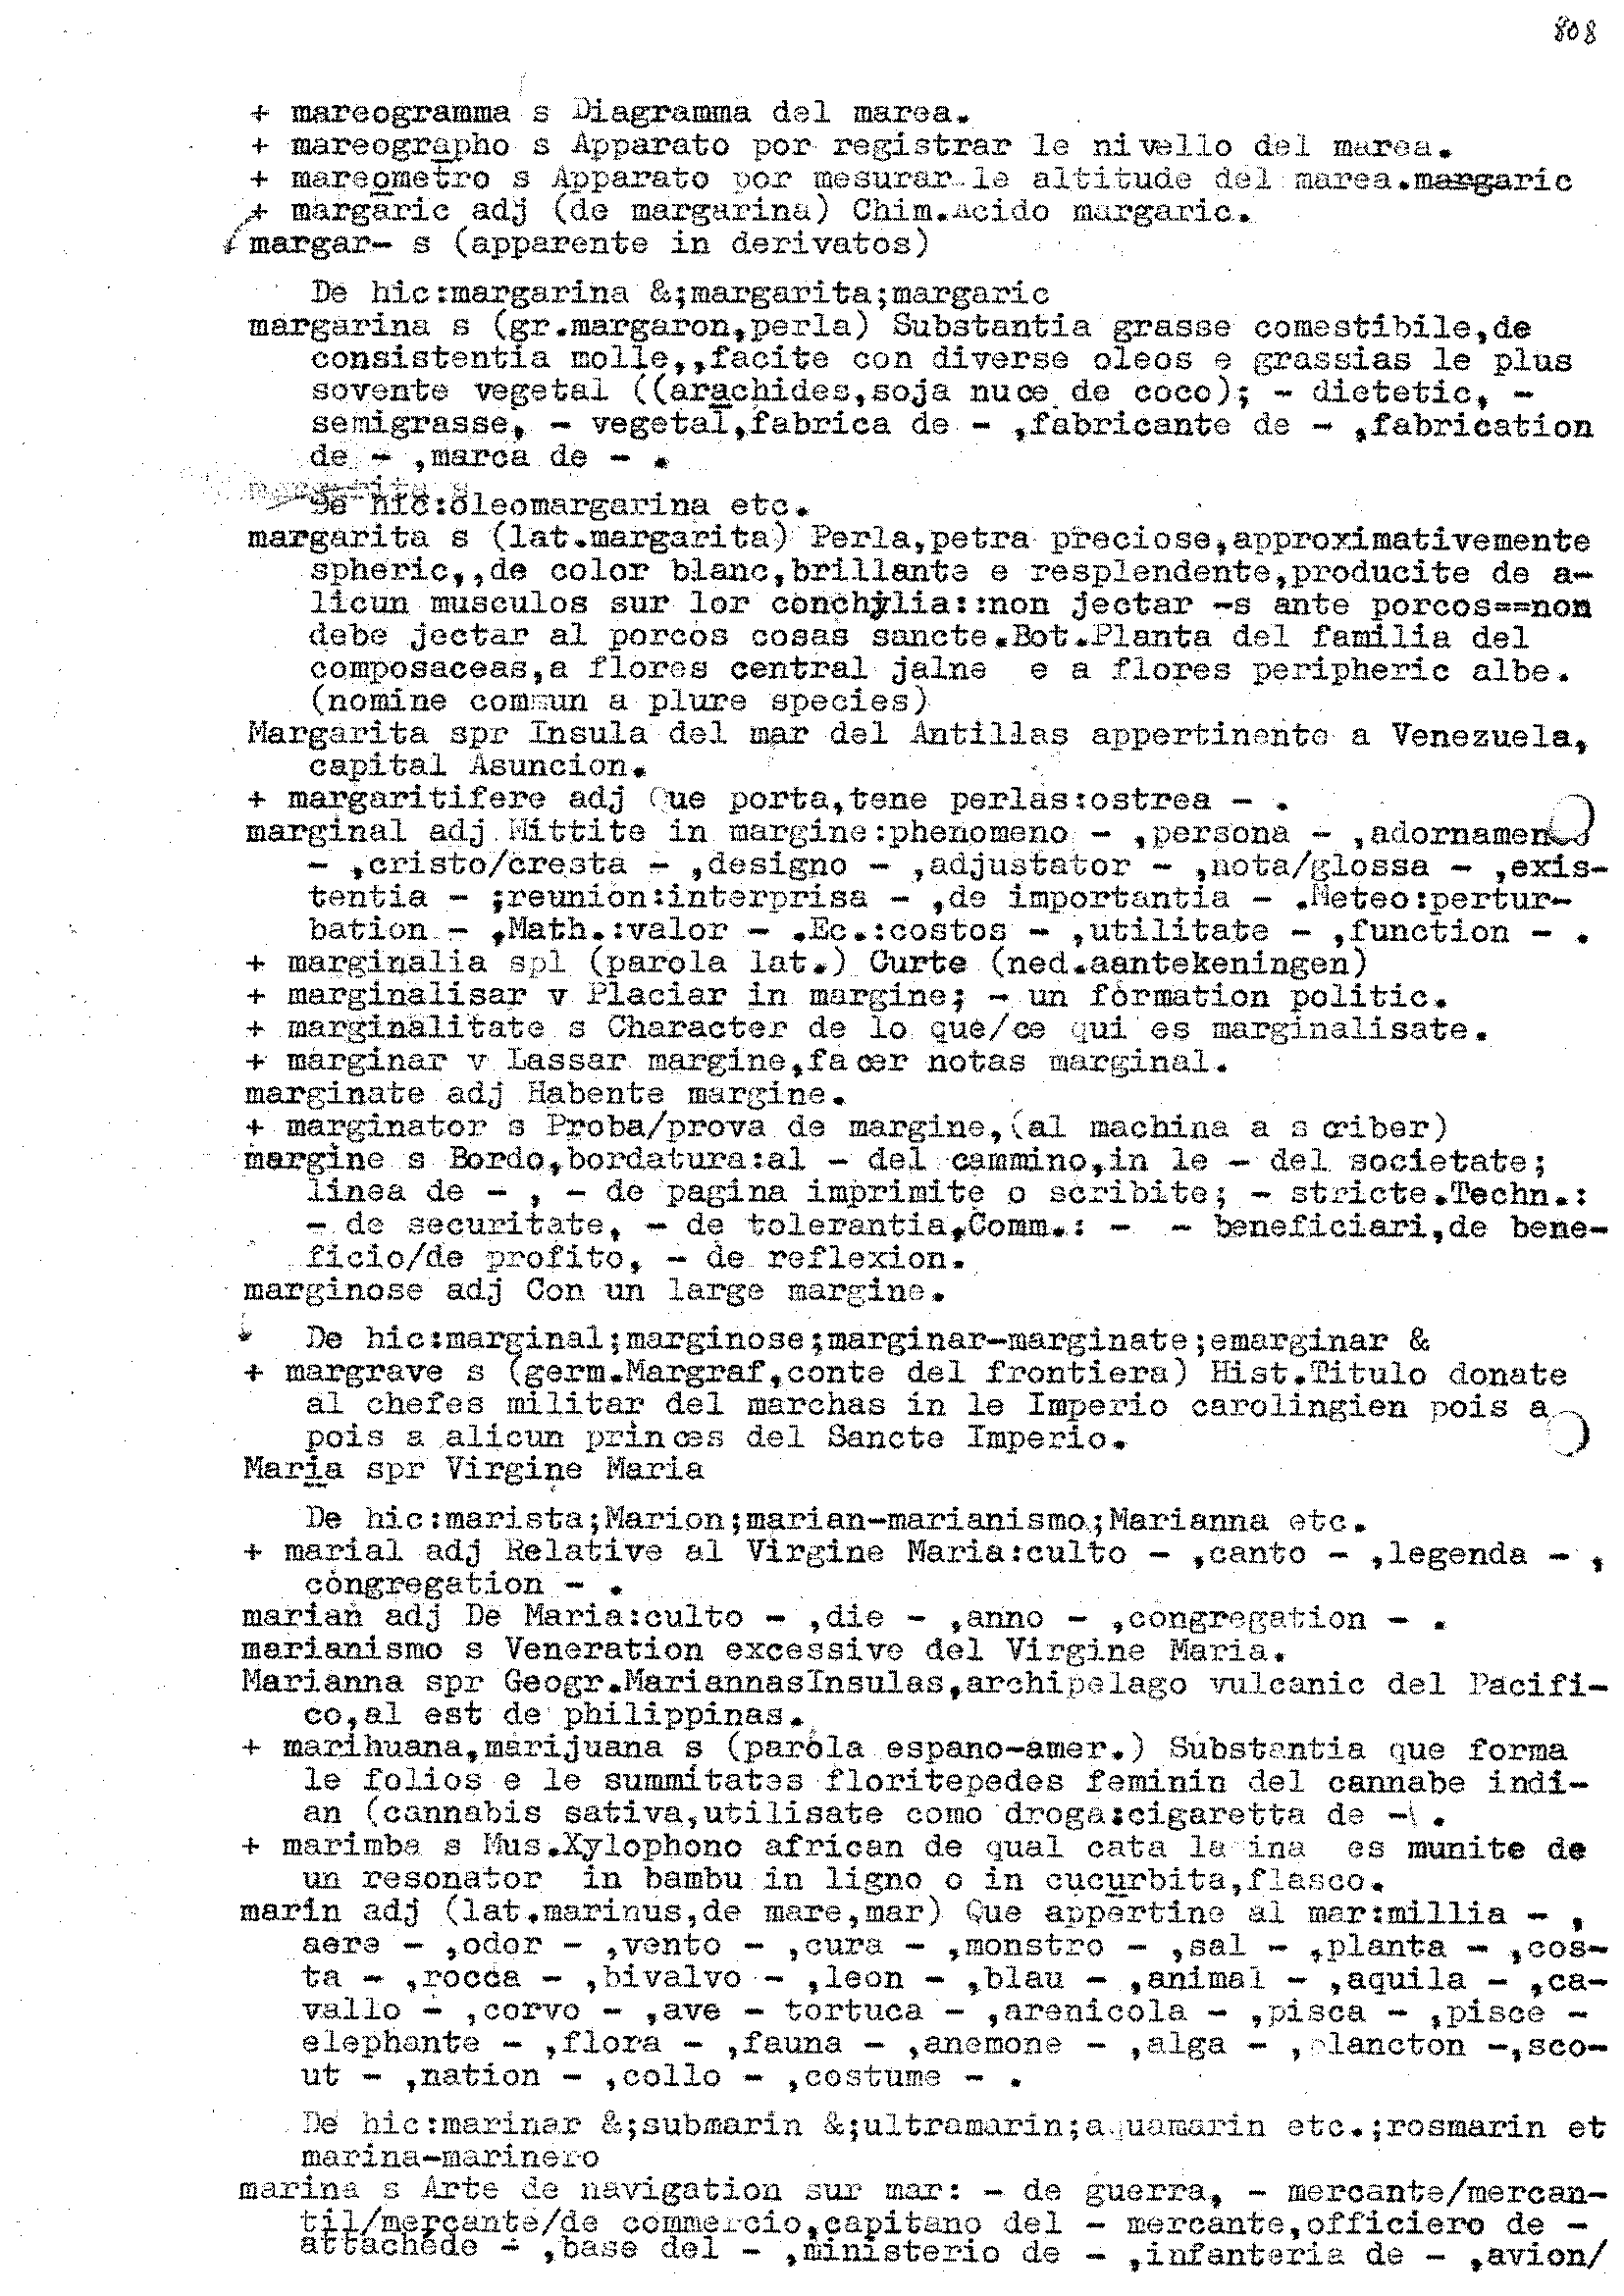 808
+ mareogramma s Diagramma del marea.
+ mareographo s Apparato por registrar le nivello del marea.
+ mareometro s Apparato por mesurar le altitude del marea.margaric
+ margaric adj (de margarina) Chim.Acido margaric.
margar- s (apparente in derivatos)
De hic:margarina &;margarita;margaric
margarina s (gr.margaron,perla) Substantia grasse comestibile,de
consistentia molle,,facite con diverse oleos e grassias le plus
sovente vegetal ((arachides,soja nuce de coco); - dietetic, -
semigrasse, - vegetal,fabrica de - ,fabricante de - ,fabrication
de - ,marca de - .
De hic:oleomargarina etc.
margarita s (lat.margarita) Perla,petra preciose,approximativemente
spheric,,de color blanc,brillante e resplendente,producite de a-
licun musculos sur lor conchylia::non jectar -s ante porcos==non
debe jectar al porcos cosas sancte.Bot.Planta del familia del
composaceas,a flores central jalne e a flores peripheric albe.
(nomine commun a plure species)
Margarita spr Insula del mar del Antillas appertinente a Venezuela,
capital Asuncion.
+ margaritifere adj Que porta,tene perlas:ostrea - .
marginal adj Mittite in margine:phenomeno - ,persona - ,adornamento
- ,cristo/cresta - ,designo - ,adjustator - ,nota/glossa - ,exis-
tentia - ;reunion:interprisa - ,de importantia - .Meteo:pertur-
bation - ,Math.:valor - .Ec.:costos - ,utilitate - ,function - .
+ marginalia spl (parola lat.) Curte (ned.aantekeningen)
+ marginalisar v Placiar in margine; - un formation politic.
+ marginalitate s Character de lo que/ce qui es marginalisate.
+ marginar v Lassar margine,facer notas marginal.
marginate adj Habente margine.
+ marginator s Proba/prova de margine,(al machina a scriber)
margine s Bordo,bordatura:al - del cammino,in le - del societate;
linea de - , - de pagina imprimite o scribite; - stricte.Techn.:
- de securitate, - de tolerantia,Comm.: - - beneficiari,de bene-
ficio/de profito, - de reflexion.
marginose adj Con un large margine.
De hic:marginal;marginose;marginar-marginate;emarginar &
+ margrave s (germ.Margraf,conte del frontiera) Hist.Titulo donate
al chefes militar del marchas in le Imperio carolingien pois a
pois a alicun princes del Sancte Imperio.
Maria spr Virgine Maria
De hic:marista;Marion;marian-marianismo;Marianna etc.
+ marial adj Relative al Virgine Maria:culto - ,canto - ,legenda - ,
congregation - .
marian adj De Maria:culto - ,die - ,anno - ,congregation - .
marianismo s Veneration excessive del Virgine Maria.
Marianna spr Geogr.MariannasInsulas,archipelago vulcanic del Pacifi-
co,al est de philippinas.
+ marihuana,marijuana s (parola espano-amer.) Substantia que forma
le folios e le summitates floritepedes feminin del cannabe indi-
an (cannabis sativa,utilisate como droga:cigaretta de - .
+ marimba s Mus.Xylophono african de qual cata la ina es munite de
un resonator in bambu in ligno o in cucurbita,flasco.
marin adj (lat.marinus,de mare,mar) Que appertine al mar:millia - ,
aere - ,odor - ,vento - ,cura - ,monstro - ,sal - ,planta - ,cos-
ta - ,rocca - ,bivalvo - ,leon - ,blau - ,animal - ,aquila - ,ca-
vallo - ,corvo - ,ave - tortuca - ,arenicola - ,pisca - ,pisce -
elephante - ,flora - ,fauna - ,anemone - ,alga - ,plancton -,sco-
ut - ,nation - ,collo - ,costume - .
De hic:marinar &;submarin &;ultramarin;aquamarin etc.;rosmarin et
marina-marinero
marina s Arte de navigation sur mar: - de guerra, - mercante/mercan-
til/mercante/de commercio,capitano del - mercante,officiero de -
attachede - ,base del - ,ministerio de - ,infanteria de - ,avion/